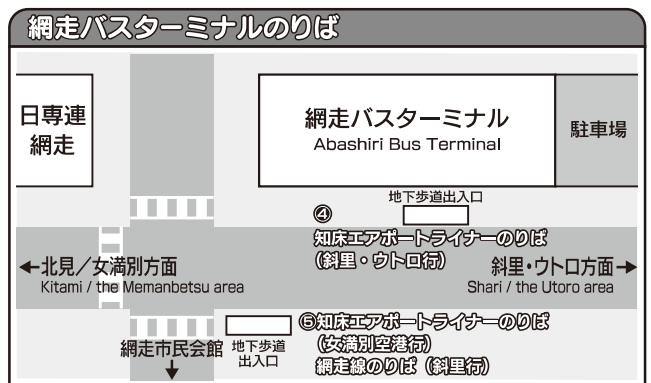 網走バスターミナルのりば
日専連
網走
網走バスターミナル
Abashiri Bus Terminal
駐車場
地下歩道出入口
④
知床エアポートライナーのりば
（斜里・ウトロ行）
←北見／女満別方面
Kitami / the Memanbetsu area
斜里・ウトロ方面→
Shari / the Utoro area
⑤知床エアポートライナーのりば
（女満別空港行）
網走線のりば（斜里行）
地下歩道
出入口
網走市民会館
↓